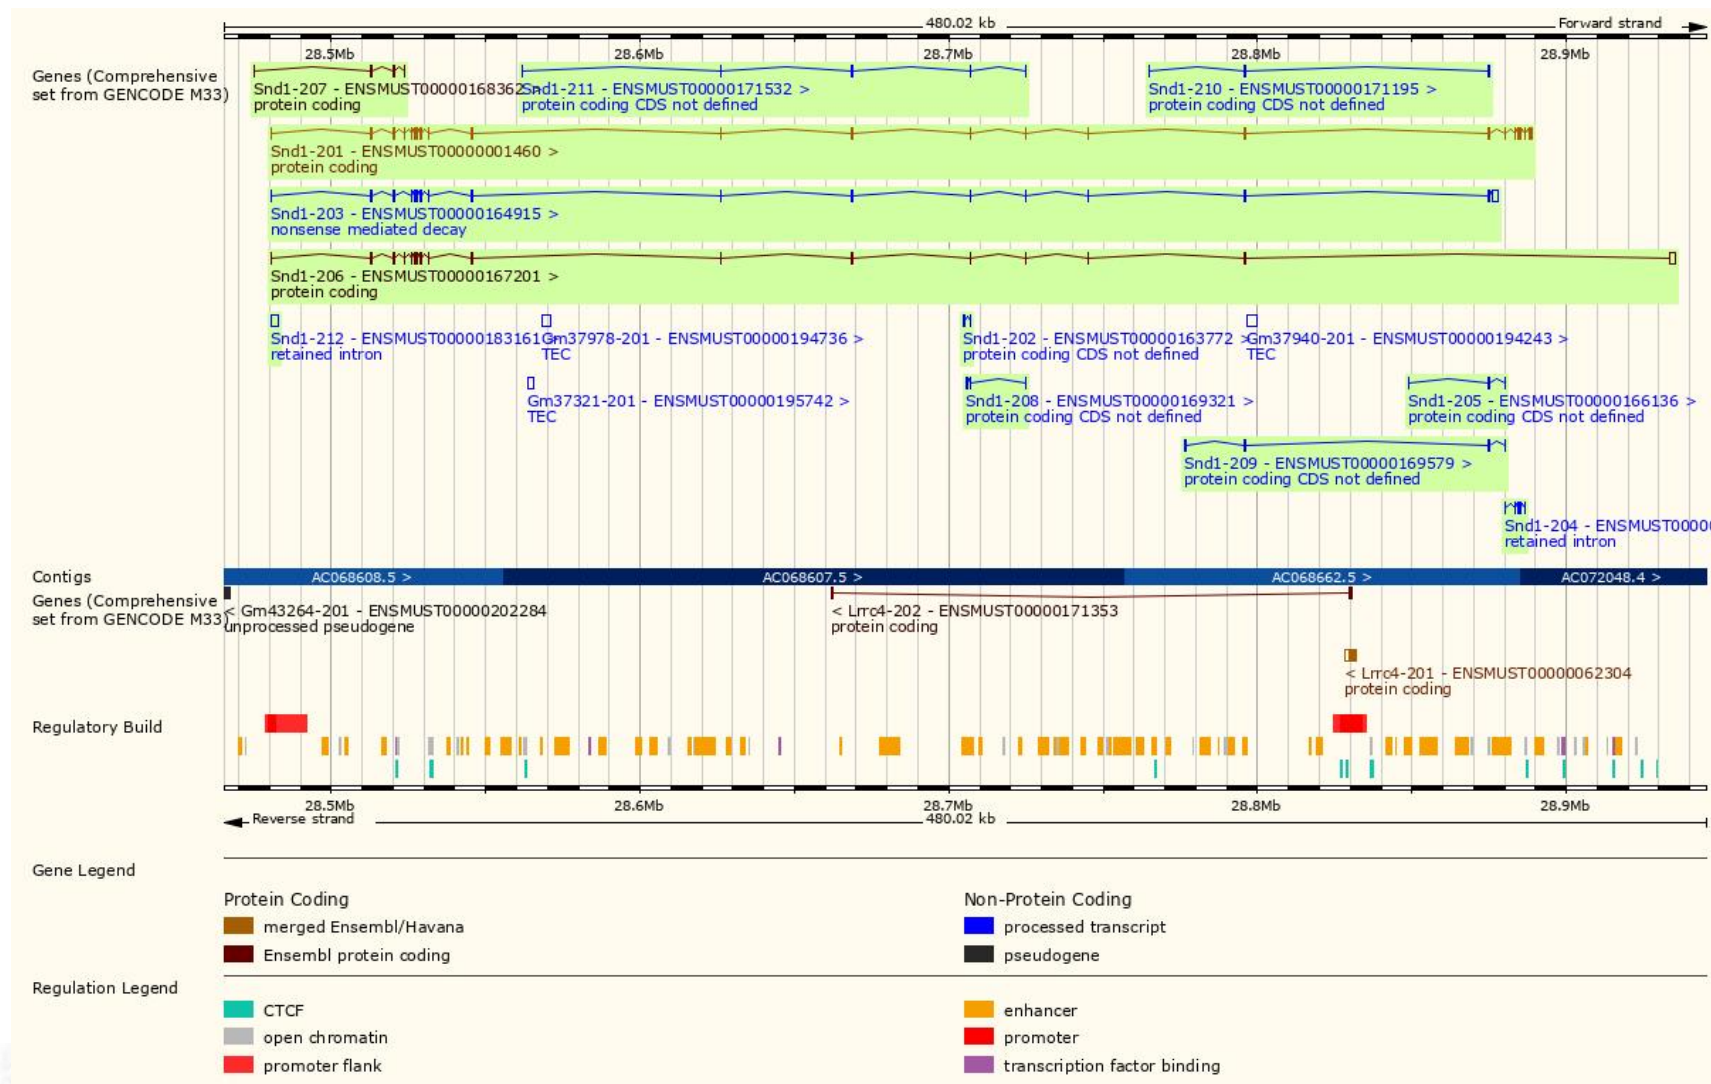 480.02 kb Forward strand
28.5Mb 28.6Mb 28.7Mb 28.8Mb 28.9Mb
Genes (Comprehensive
set from GENCODE M33)
Snd1-207 - ENSMUST00000168362 >
protein coding
Snd1-211 - ENSMUST00000171532 >
protein coding CDS not defined
Snd1-210 - ENSMUST00000171195 >
protein coding CDS not defined
Snd1-201 - ENSMUST00000001460 >
protein coding
Snd1-203 - ENSMUST00000164915 >
nonsense mediated decay
Snd1-206 - ENSMUST00000167201 >
protein coding
Snd1-212 - ENSMUST00000183161 >
retained intron
Gm37978-201 - ENSMUST00000194736 >
TEC
Snd1-202 - ENSMUST00000163772 >
protein coding CDS not defined
Gm37940-201 - ENSMUST00000194243 >
TEC
Gm37321-201 - ENSMUST00000195742 >
TEC
Snd1-208 - ENSMUST00000169321 >
protein coding CDS not defined
Snd1-205 - ENSMUST00000166136 >
protein coding CDS not defined
Snd1-209 - ENSMUST00000169579 >
protein coding CDS not defined
Snd1-204 - ENSMUST0000
retained intron
Contigs AC068608.5 > AC068607.5 > AC068662.5 > AC072048.4 >
Genes (Comprehensive
set from GENCODE M33)
< Gm43264-201 - ENSMUST00000202284
unprocessed pseudogene
< Lrrc4-202 - ENSMUST00000171353
protein coding
< Lrrc4-201 - ENSMUST00000062304
protein coding
Regulatory Build
28.5Mb 28.6Mb 28.7Mb 28.8Mb 28.9Mb
Reverse strand 480.02 kb
Gene Legend
Protein Coding
merged Ensembl/Havana
Ensembl protein coding
Non-Protein Coding
processed transcript
pseudogene
Regulation Legend
CTCF
open chromatin
promoter flank
enhancer
promoter
transcription factor binding